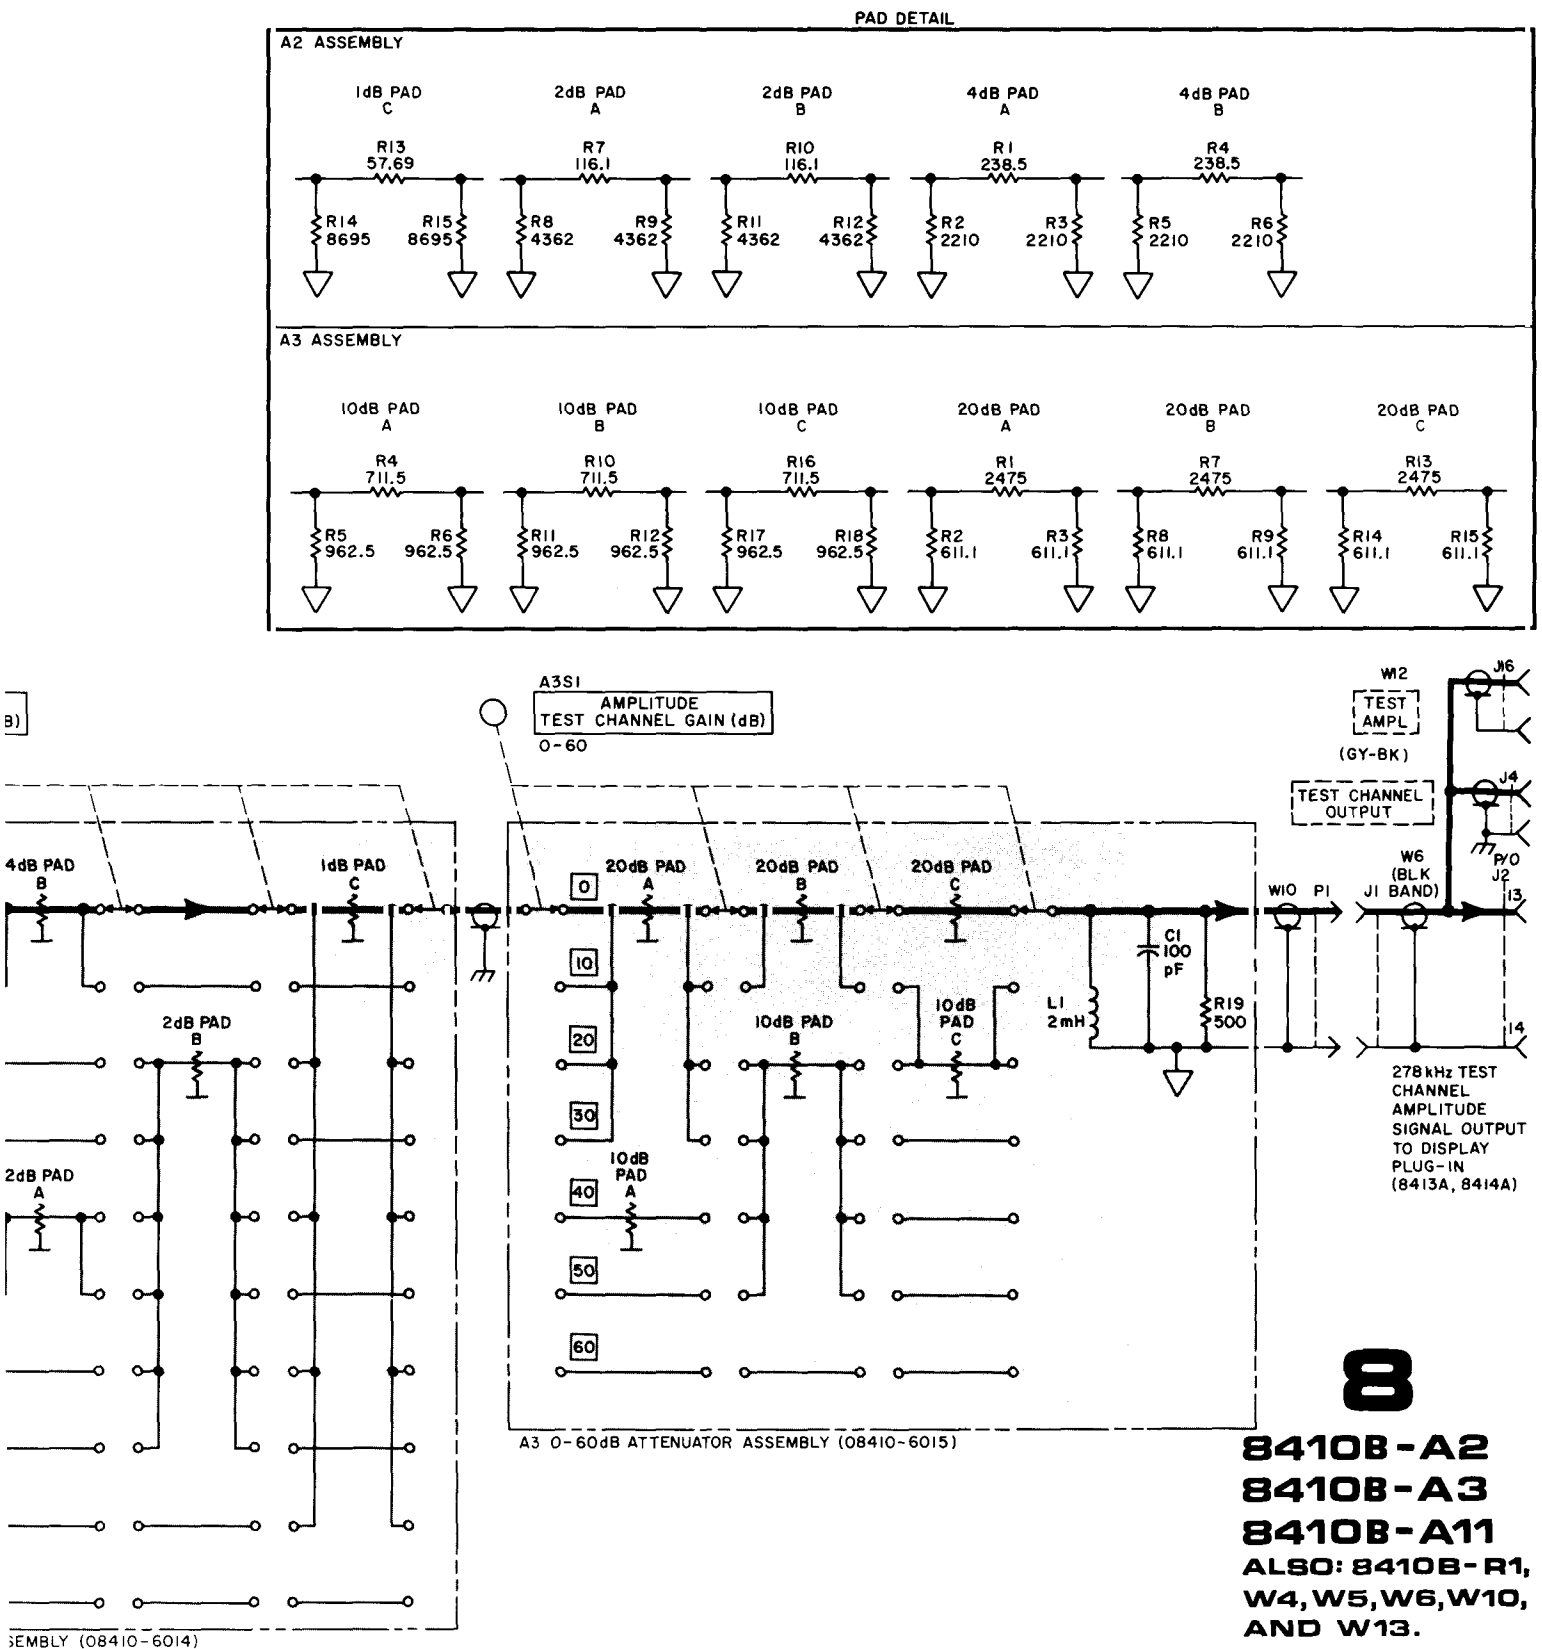 PAD DETAIL
A2 ASSEMBLY
1dB PAD
C
2dB PAD
A
2dB PAD
B
4dB PAD
A
4dB PAD
B
R13
57.69
R7
116.1
R10
116.1
R1
238.5
R4
238.5
R14
8695
R15
8695
R8
4362
R9
4362
R11
4362
R12
4362
R2
2210
R3
2210
R5
2210
R6
2210
A3 ASSEMBLY
10dB PAD
A
10dB PAD
B
10dB PAD
C
20dB PAD
A
20dB PAD
B
20dB PAD
C
R4
711.5
R10
711.5
R16
711.5
R1
2475
R7
2475
R13
2475
R5
962.5
R6
962.5
R11
962.5
R12
962.5
R17
962.5
R18
962.5
R2
611.1
R3
611.1
R8
611.1
R9
611.1
R14
611.1
R15
611.1
B)
A3S1
AMPLITUDE
TEST CHANNEL GAIN (dB)
0-60
W12
J16
TEST
AMPL
(GY-BK)
J4
TEST CHANNEL
OUTPUT
4dB PAD
B
1dB PAD
C
0
20dB PAD
A
20dB PAD
B
20dB PAD
C
W10
P1
J1
W6
(BLK
BAND)
P/O
J2
13
10
C1
100
pF
L1
2mH
R19
500
2dB PAD
B
20
10dB PAD
B
10dB
PAD
C
14
30
278kHz TEST
CHANNEL
AMPLITUDE
SIGNAL OUTPUT
TO DISPLAY
PLUG-IN
(8413A, 8414A)
2dB PAD
A
40
10dB
PAD
A
50
60
A3 0-60dB ATTENUATOR ASSEMBLY (08410-6015)
8
8410B-A2
8410B-A3
8410B-A11
ALSO: 8410B-R1,
W4, W5, W6, W10,
AND W13.
SEMBLY (08410-6014)